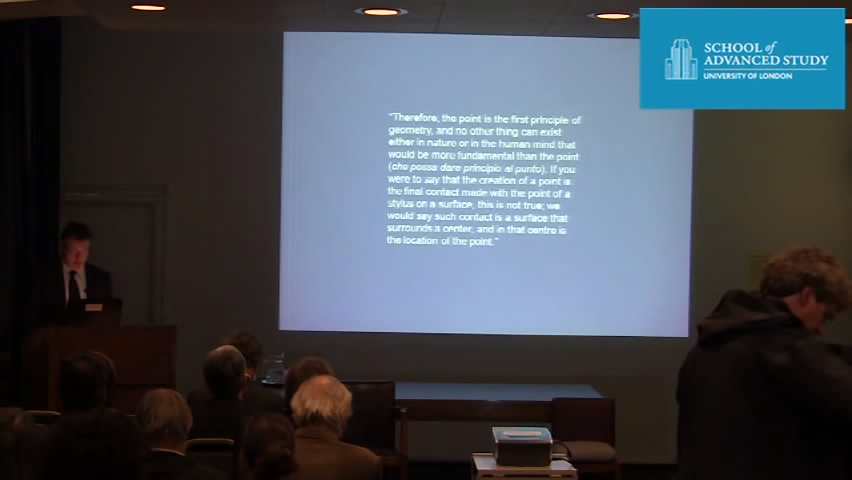 SCHOOL of
ADVANCED STUDY
UNIVERSITY OF LONDON
"Therefore, the point is the first principle of
geometry, and no other thing can exist
either in nature or in the human mind that
would be more fundamental than the point
(che possa dare principio al punto). If you
were to say that the creation of a point is
the final contact made with the point of a
stylus on a surface, this is not true; we
would say such contact is a surface that
surrounds a center, and in that centre is
the location of the point."